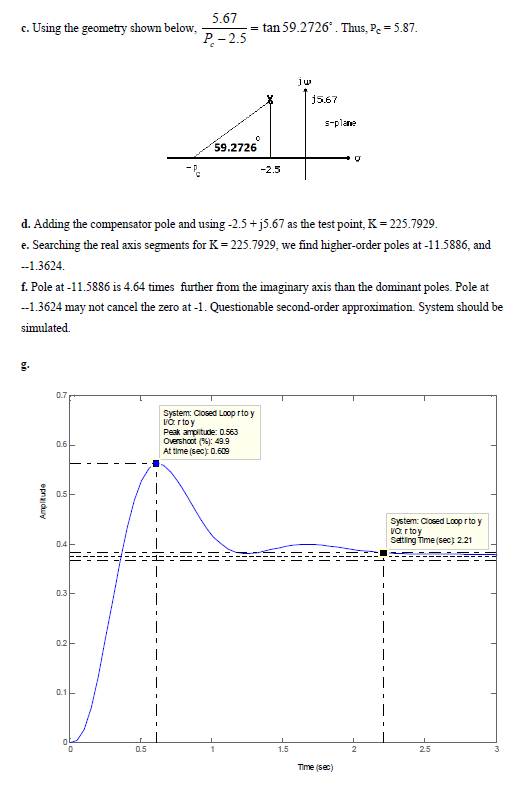 c. Using the geometry shown below, 5.67 / P_c – 2.5 = tan 59.2726°. Thus, P_c = 5.87.
jω
X
j5.67
s-plane
59.2726°
σ
-P_c
-2.5
d. Adding the compensator pole and using -2.5 + j5.67 as the test point, K = 225.7929.
e. Searching the real axis segments for K = 225.7929, we find higher-order poles at -11.5886, and
--1.3624.
f. Pole at -11.5886 is 4.64 times further from the imaginary axis than the dominant poles. Pole at
--1.3624 may not cancel the zero at -1. Questionable second-order approximation. System should be
simulated.
g.
0.7
System: Closed Loop r to y
I/O: r to y
Peak amplitude: 0.563
Overshoot (%): 49.9
At time (sec): 0.609
0.6
0.5
Amplitude
System: Closed Loop r to y
I/O: r to y
Settling Time (sec): 2.21
0.4
0.3
0.2
0.1
0
0 0.5 1 1.5 2 2.5 3
Time (sec)